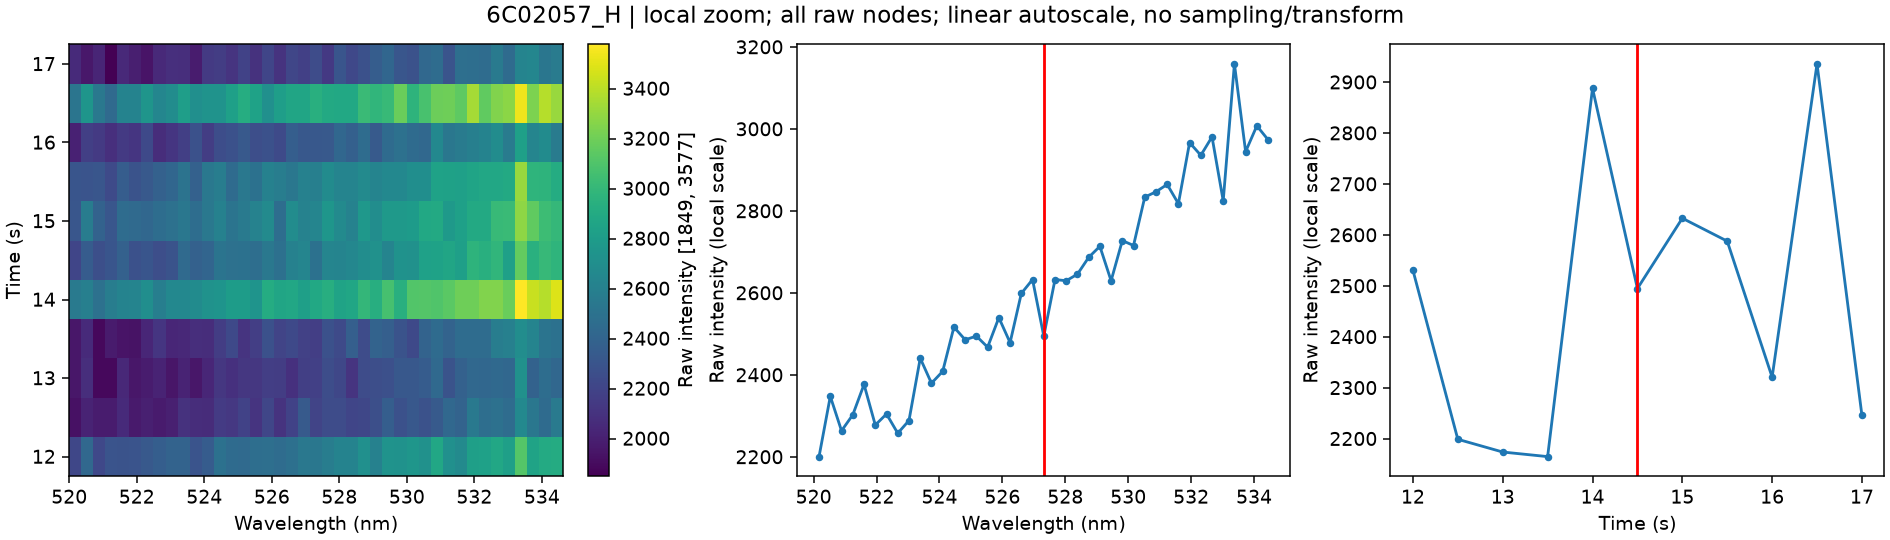 6C02057_H | local zoom; all raw nodes; linear autoscale, no sampling/transform
17
16
15
14
13
12
Time (s)
520 522 524 526 528 530 532 534
Wavelength (nm)
3400
3200
3000
2800
2600
2400
2200
2000
Raw intensity [1849, 3577]
3200
3000
2800
2600
2400
2200
Raw intensity (local scale)
520 522 524 526 528 530 532 534
Wavelength (nm)
2900
2800
2700
2600
2500
2400
2300
2200
Raw intensity (local scale)
12 13 14 15 16 17
Time (s)